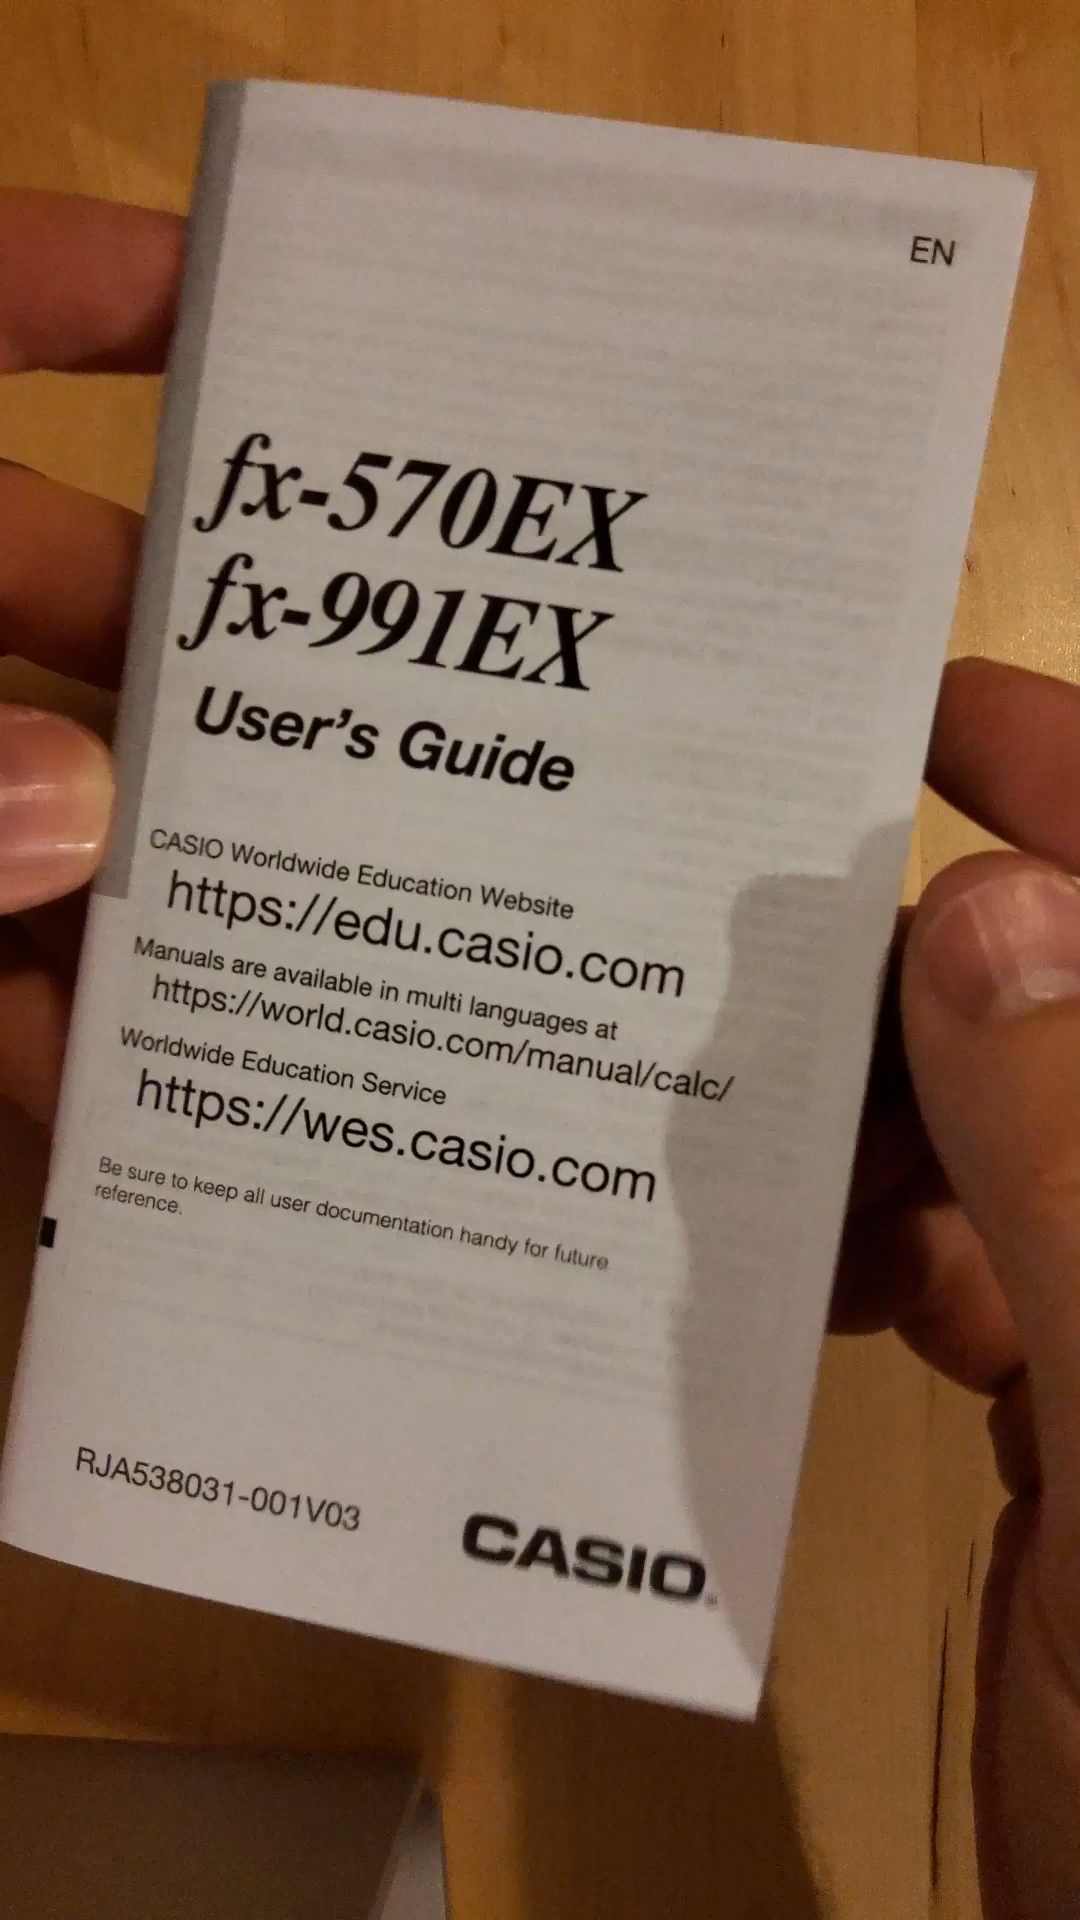 EN
fx-570EX
fx-991EX
User's Guide
CASIO Worldwide Education Website
https://edu.casio.com
Manuals are available in multi languages at
https://world.casio.com/manual/calc/
Worldwide Education Service
https://wes.casio.com
Be sure to keep all user documentation handy for future
reference.
RJA538031-001V03
CASIO®